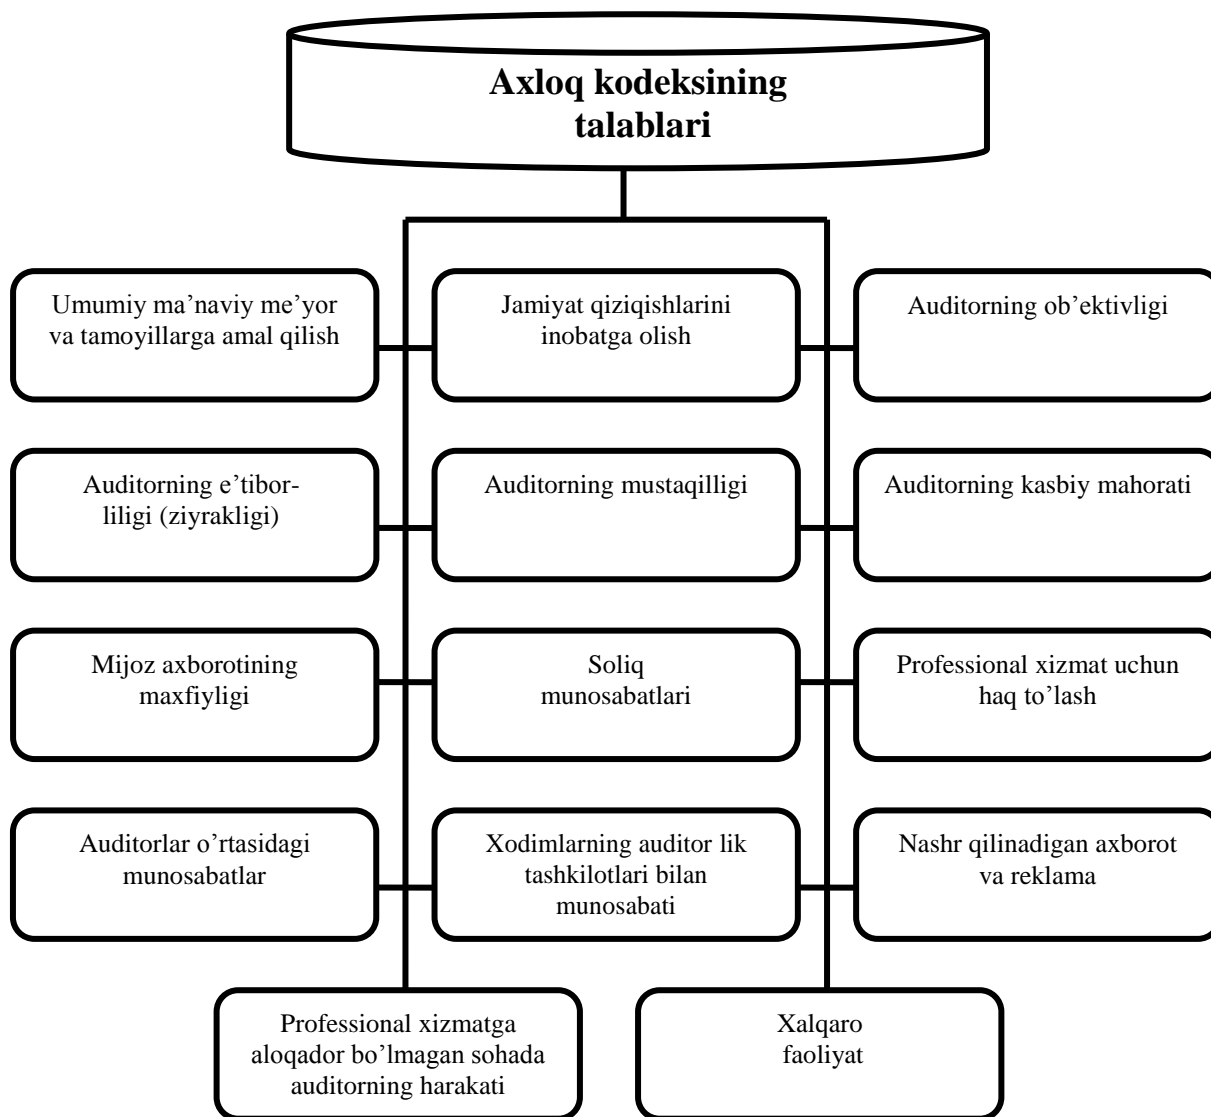 Axloq kodeksining
talablari
Umumiy ma’naviy me’yor
va tamoyillarga amal qilish
Jamiyat qiziqishlarini
inobatga olish
Auditorning ob’ektivligi
Auditorning e’tibor-
liligi (ziyrakligi)
Auditorning mustaqilligi
Auditorning kasbiy mahorati
Mijoz axborotining
maxfiyligi
Soliq
munosabatlari
Professional xizmat uchun
haq to’lash
Auditorlar o’rtasidagi
munosabatlar
Xodimlarning auditor lik
tashkilotlari bilan
munosabati
Nashr qilinadigan axborot
va reklama
Professional xizmatga
aloqador bo’lmagan sohada
auditorning harakati
Xalqaro
faoliyat